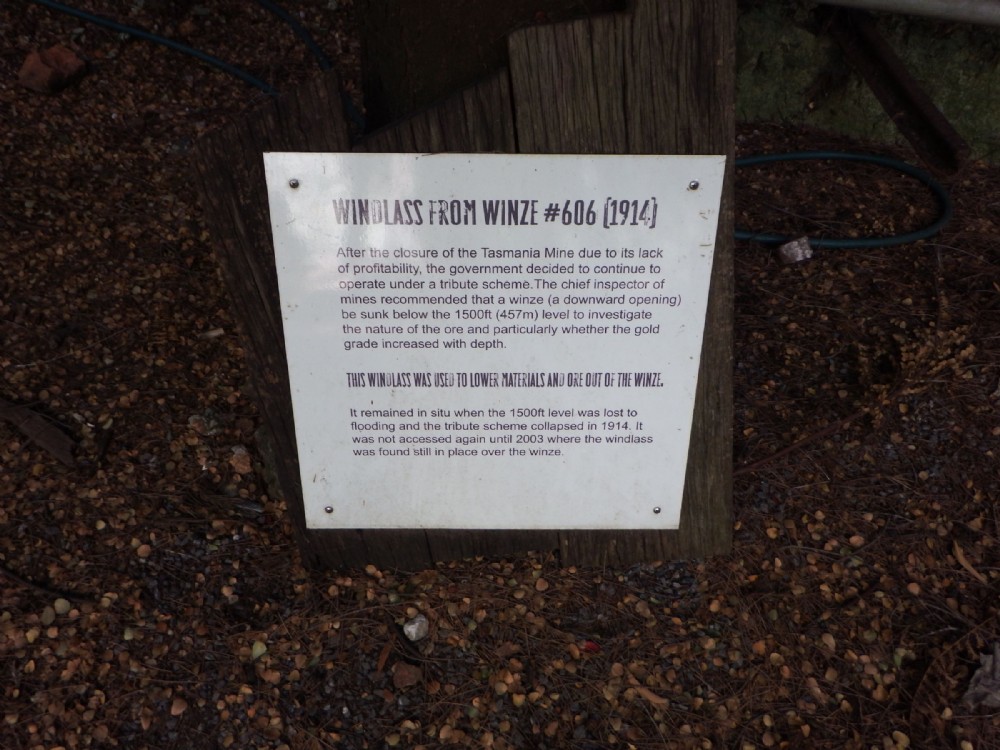 WINDLASS FROM WINZE #606 (1914)
After the closure of the Tasmania Mine due to its lack
of profitability, the government decided to continue to
operate under a tribute scheme.The chief inspector of
mines recommended that a winze (a downward opening)
be sunk below the 1500ft (457m) level to investigate
the nature of the ore and particularly whether the gold
grade increased with depth.
THIS WINDLASS WAS USED TO LOWER MATERIALS AND ORE OUT OF THE WINZE.
It remained in situ when the 1500ft level was lost to
flooding and the tribute scheme collapsed in 1914. It
was not accessed again until 2003 where the windlass
was found still in place over the winze.